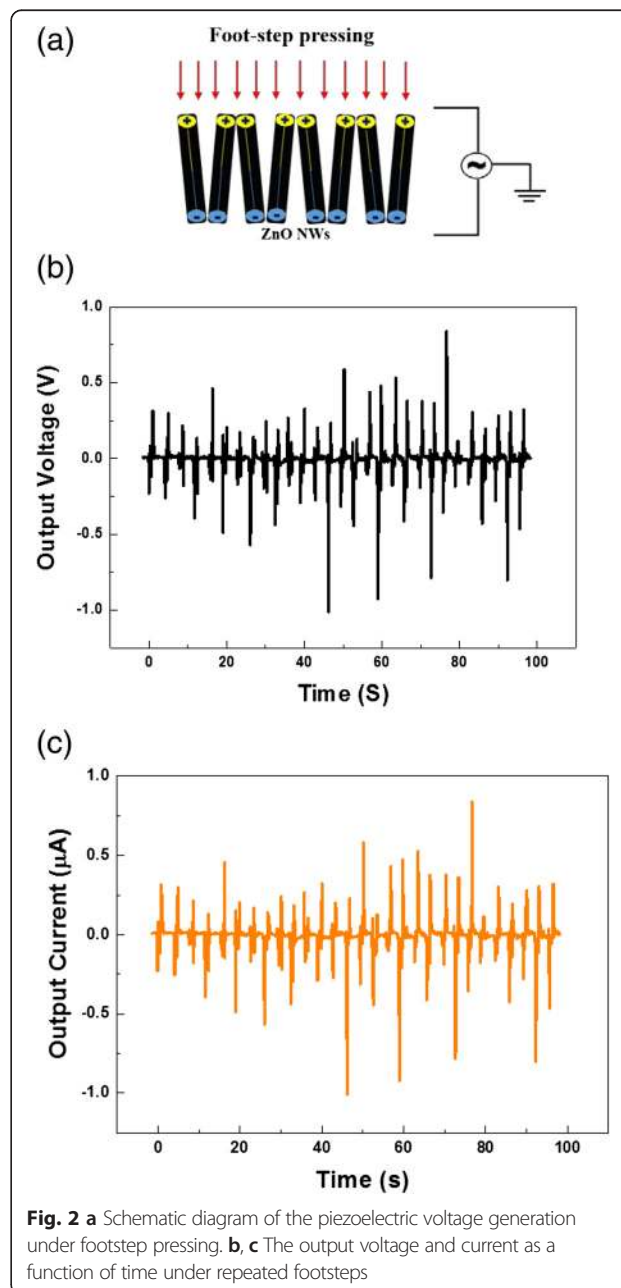 (a)
Foot-step pressing
+ + + + + + + +
- - - - - - - -
~
ZnO NWs
(b)
Output Voltage (V)
1.0
0.5
0.0
-0.5
-1.0
0 20 40 60 80 100
Time (S)
(c)
Output Current (μA)
1.0
0.5
0.0
-0.5
-1.0
0 20 40 60 80 100
Time (s)
Fig. 2 a Schematic diagram of the piezoelectric voltage generation
under footstep pressing. b, c The output voltage and current as a
function of time under repeated footsteps